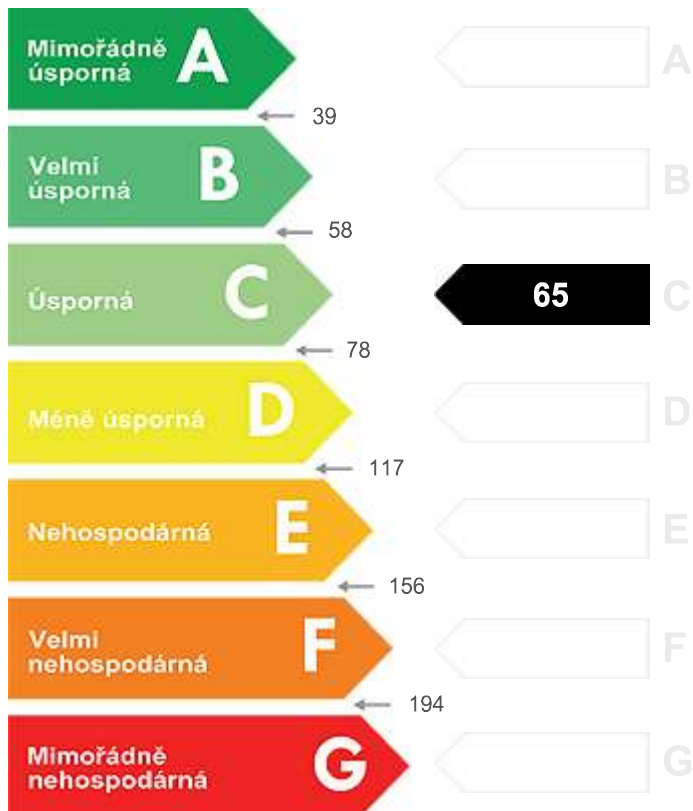 Mimořádně
úsporná
A
A
39
Velmi
úsporná
B
B
58
Úsporná
C
65
C
78
Méně úsporná
D
D
117
Nehospodárná
E
E
156
Velmi
nehospodárná
F
F
194
Mimořádně
nehospodárná
G
G